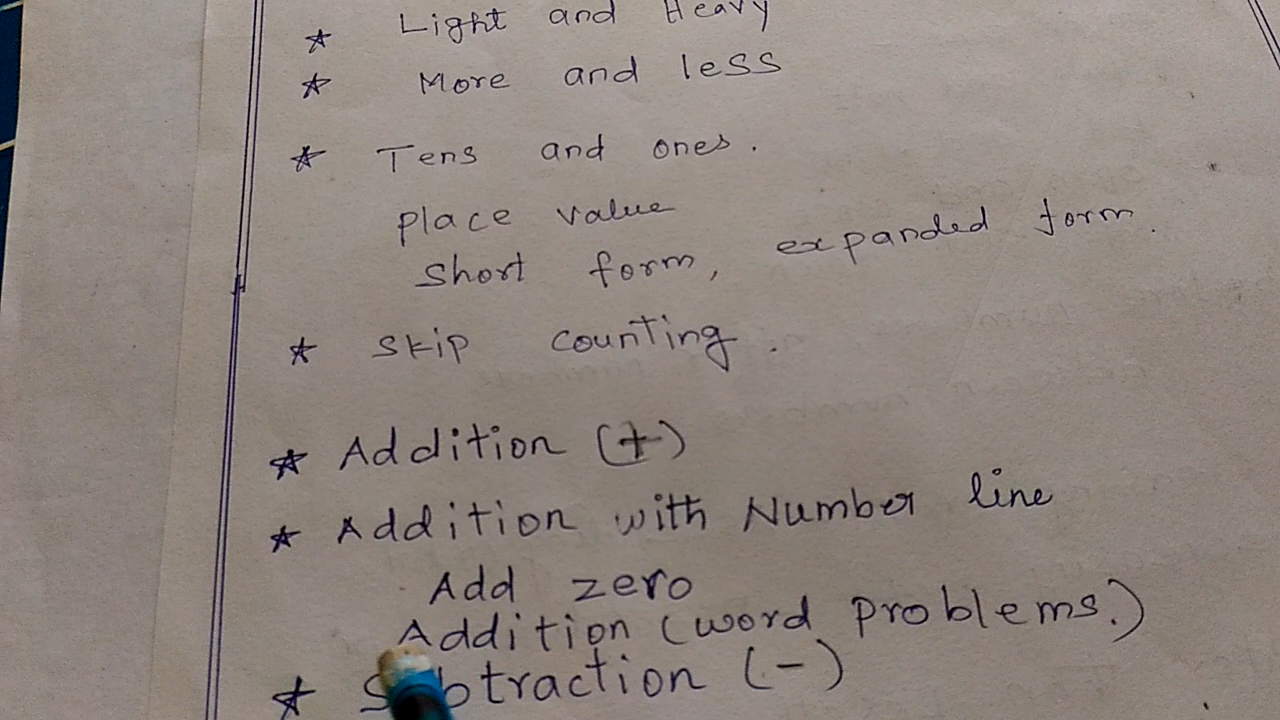 ★ Light and Heavy
★ More and less
★ Tens and ones.
place value
short form, expanded form.
★ Skip counting.
★ Addition (+)
★ Addition with Number line
Add zero
Addition (word problems.)
★ Subtraction (-)